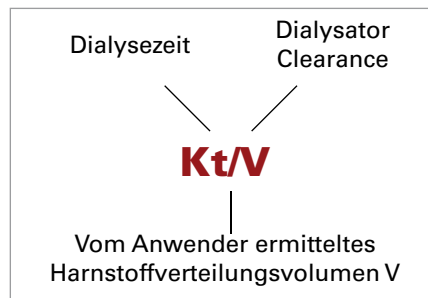 Dialysezeit
Dialysator
Clearance
Kt/V
Vom Anwender ermitteltes
Harnstoffverteilungsvolumen V